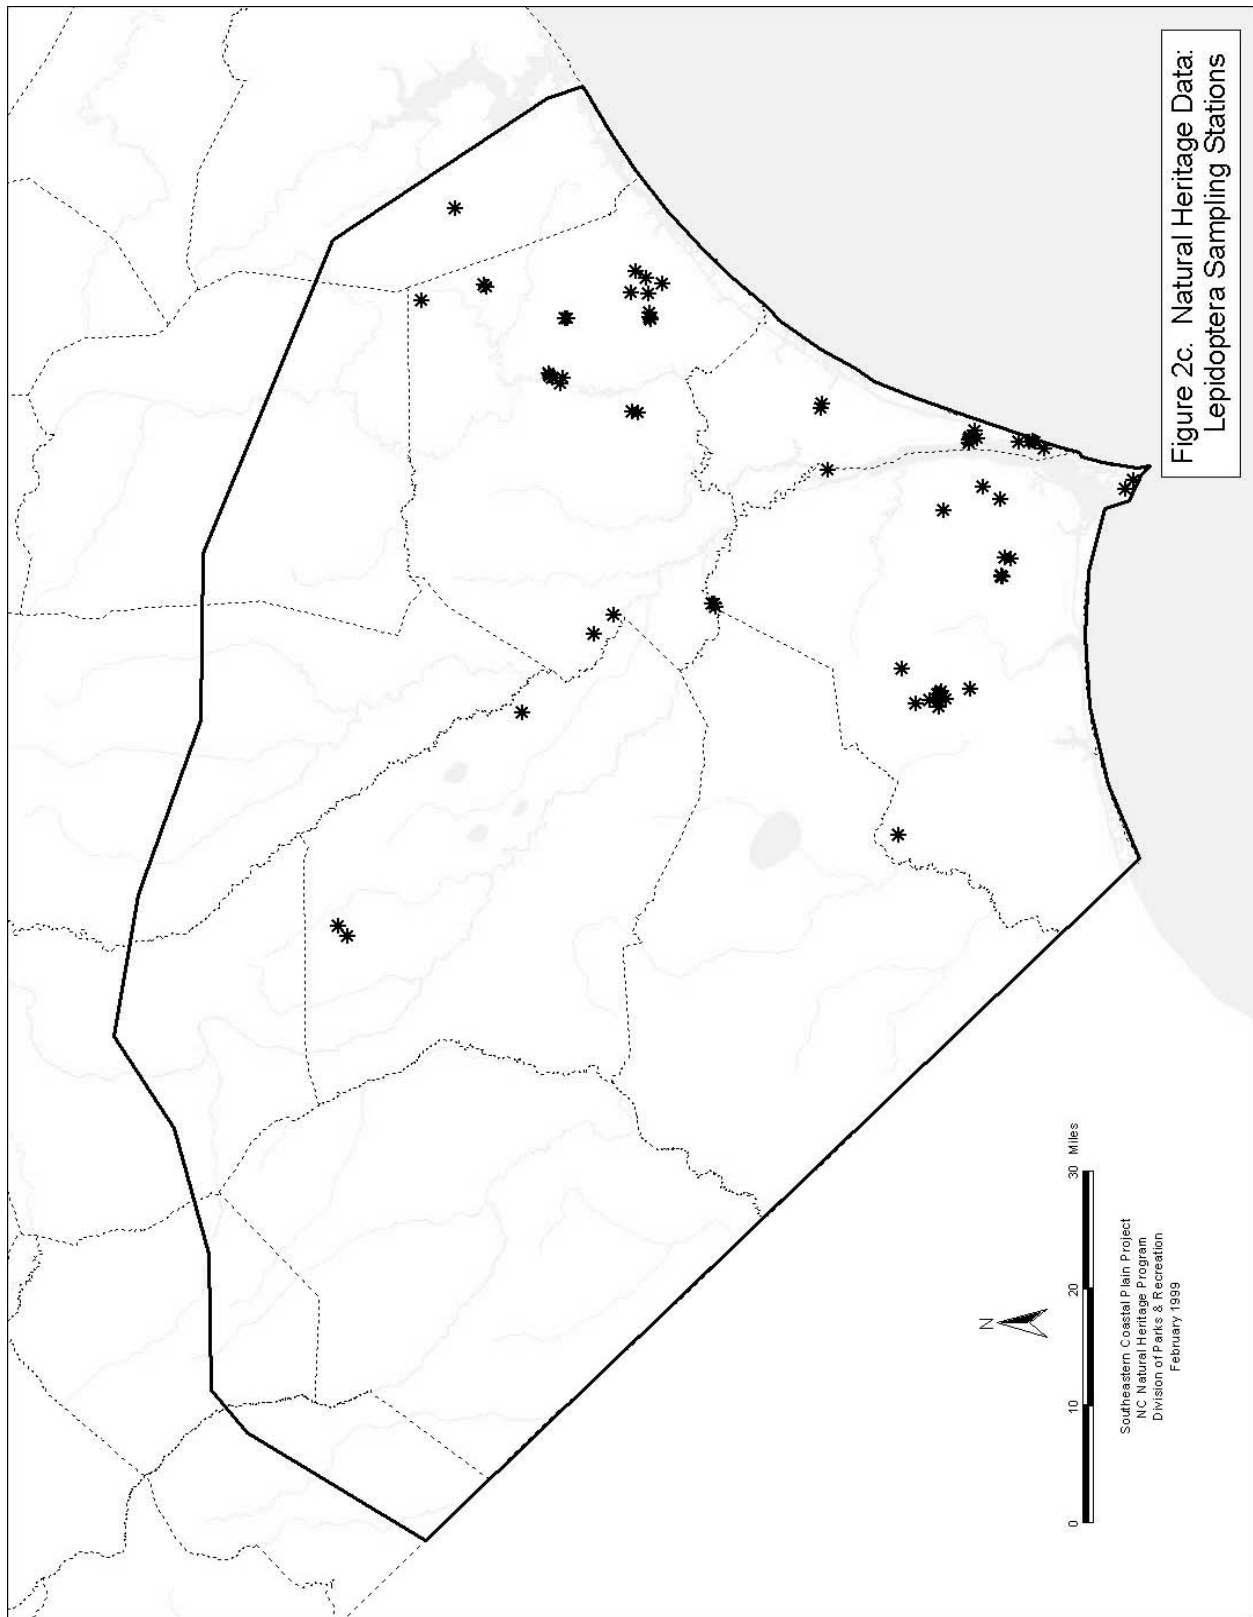 Figure 2c.  Natural Heritage Data:
Lepidoptera Sampling Stations
N
0 10 20 30 Miles
Southeastern Coastal Plain Project
NC Natural Heritage Program
Division of Parks & Recreation
February 1999